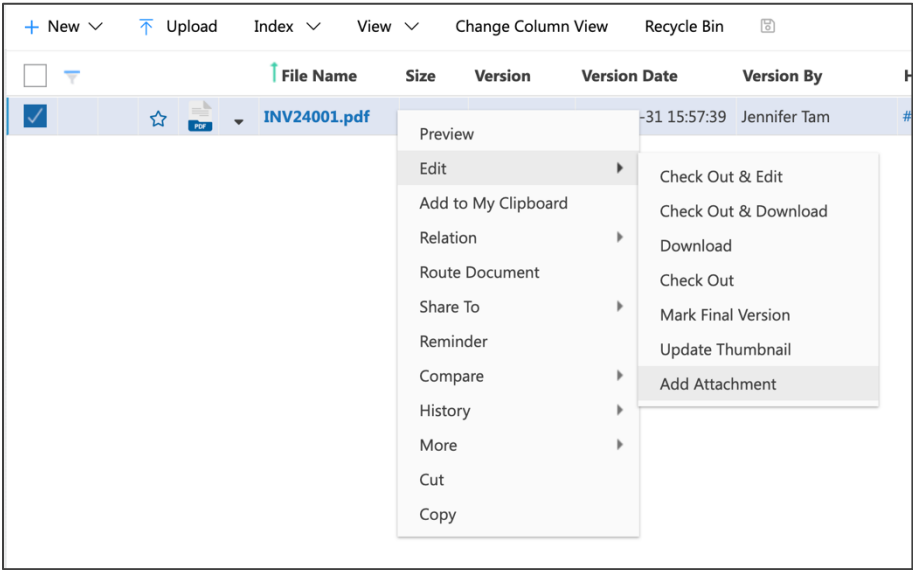 New Upload Index View Change Column View Recycle Bin
File Name Size Version Version Date Version By H
PDF INV24001.pdf -31 15:57:39 Jennifer Tam #
Preview
Edit
Add to My Clipboard
Relation
Route Document
Share To
Reminder
Compare
History
More
Cut
Copy
Check Out & Edit
Check Out & Download
Download
Check Out
Mark Final Version
Update Thumbnail
Add Attachment